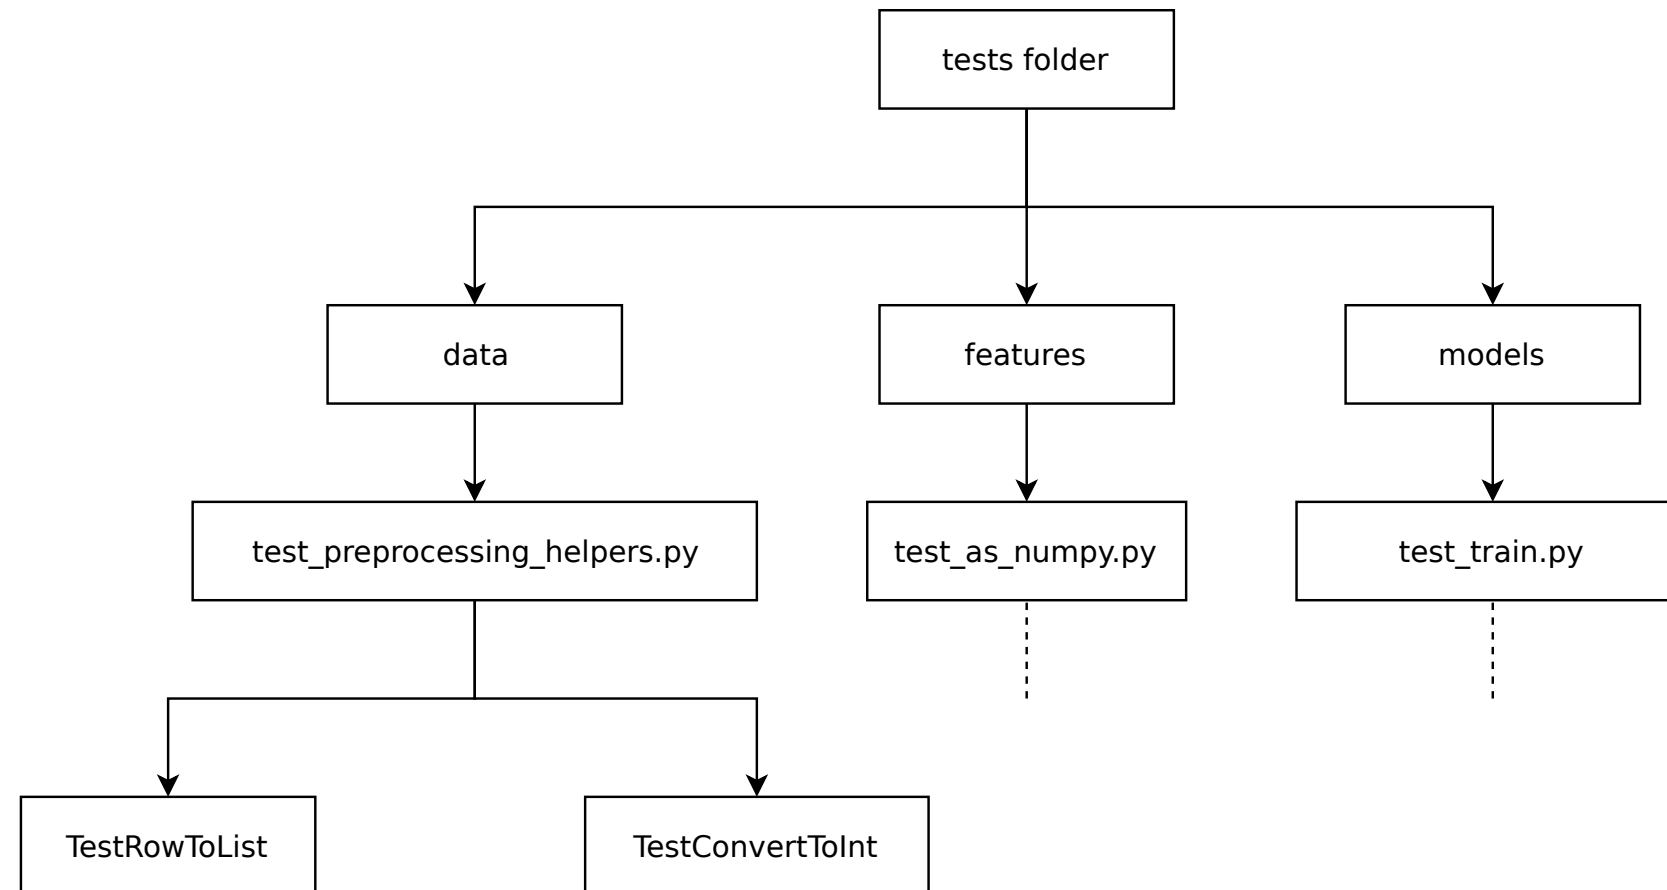 tests folder
data
features
models
test_preprocessing_helpers.py
test_as_numpy.py
test_train.py
TestRowToList
TestConvertToInt